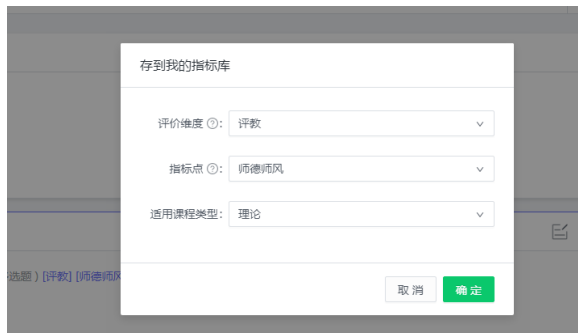 存到我的指标库
评价维度 ?: 评教
指标点 ?: 师德师风
适用课程类型: 理论
选题 ) [评教] [师德师风
取 消 确 定